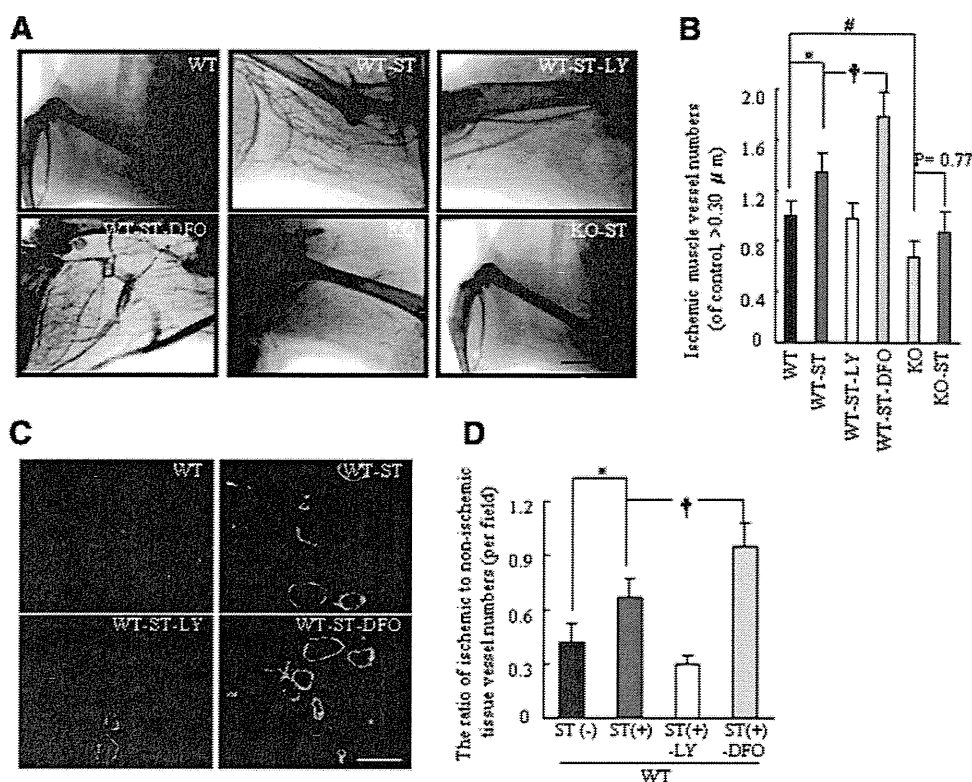 A
WT
WT-ST
WT-ST-LY
WT-ST-DFO
KO
KO-ST
B
Ischemic muscle vessel numbers
(of control, >0.30 μ m)
2.0
1.6
1.2
0.8
0.4
0
#
*
†
P= 0.77
WT
WT-ST
WT-ST-LY
WT-ST-DFO
KO
KO-ST
C
WT
WT-ST
WT-ST-LY
WT-ST-DFO
D
The ratio of ischemic to non-ischemic
tissue vessel numbers (per field)
1.2
0.9
0.6
0.3
0
*
†
ST (-)
ST(+)
ST(+)
-LY
ST(+)
-DFO
WT